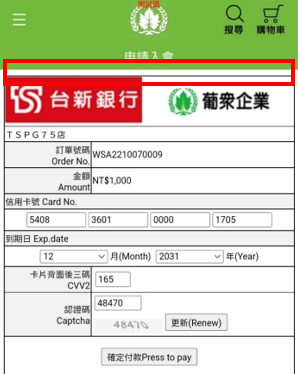 測試區
搜尋 購物車
申請入會
台新銀行 葡眾企業
TSPG75店
訂單號碼 Order No. WSA2210070009
金額 Amount NT$1,000
信用卡號 Card No.
5408 3601 0000 1705
到期日 Exp.date
12 月(Month) 2031 年(Year)
卡片背面後三碼 CVV2 165
認證碼 Captcha 48470
48470 更新(Renew)
確定付款Press to pay